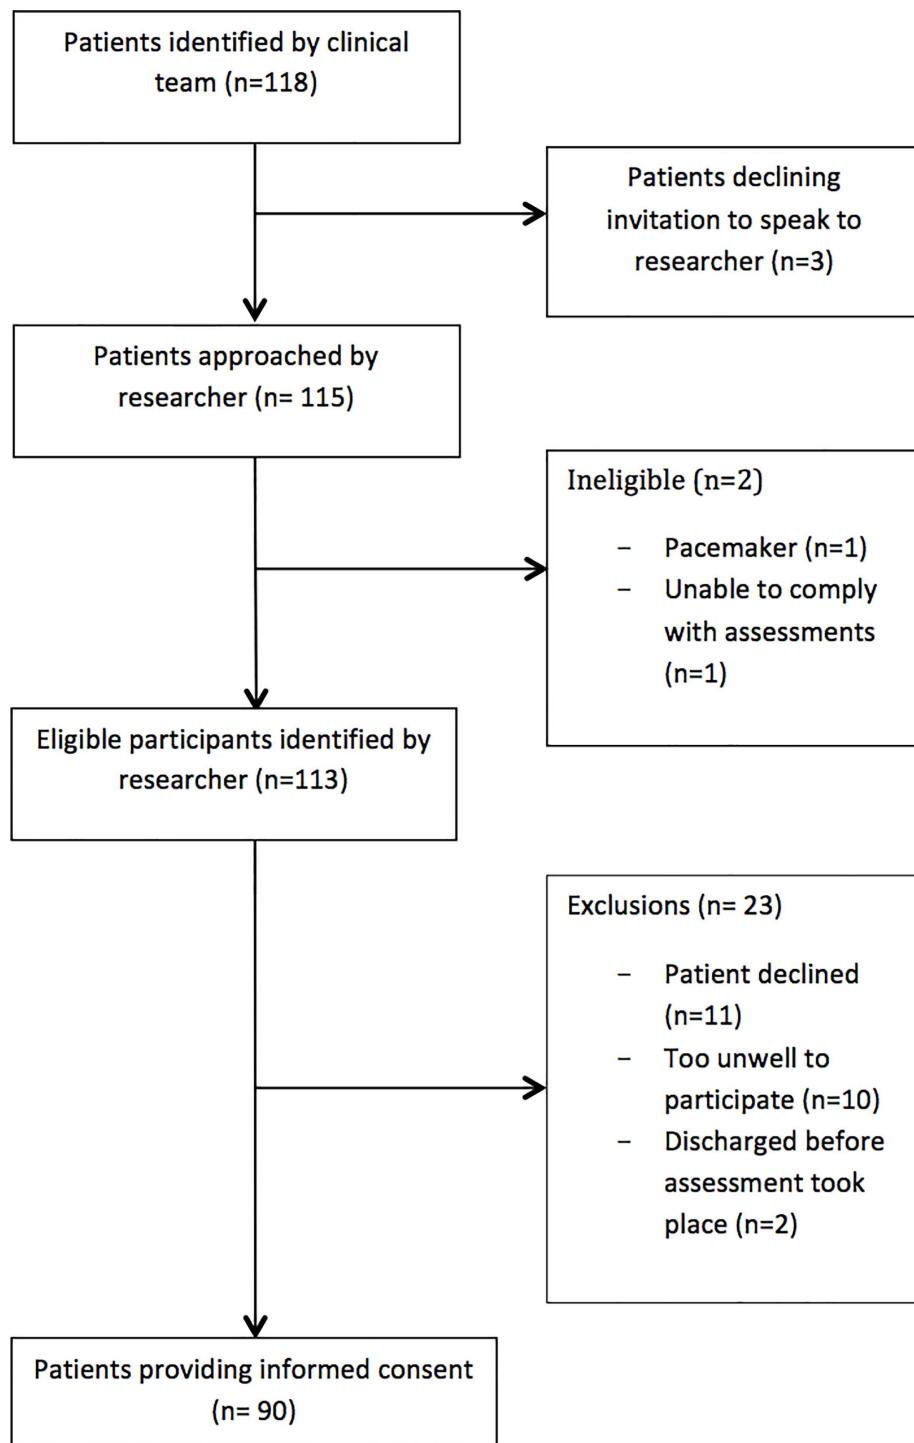 Patients identified by clinical
team (n=118)
Patients declining
invitation to speak to
researcher (n=3)
Patients approached by
researcher (n= 115)
Ineligible (n=2)
– Pacemaker (n=1)
– Unable to comply
with assessments
(n=1)
Eligible participants identified by
researcher (n=113)
Exclusions (n= 23)
– Patient declined
(n=11)
– Too unwell to
participate (n=10)
– Discharged before
assessment took
place (n=2)
Patients providing informed consent
(n= 90)